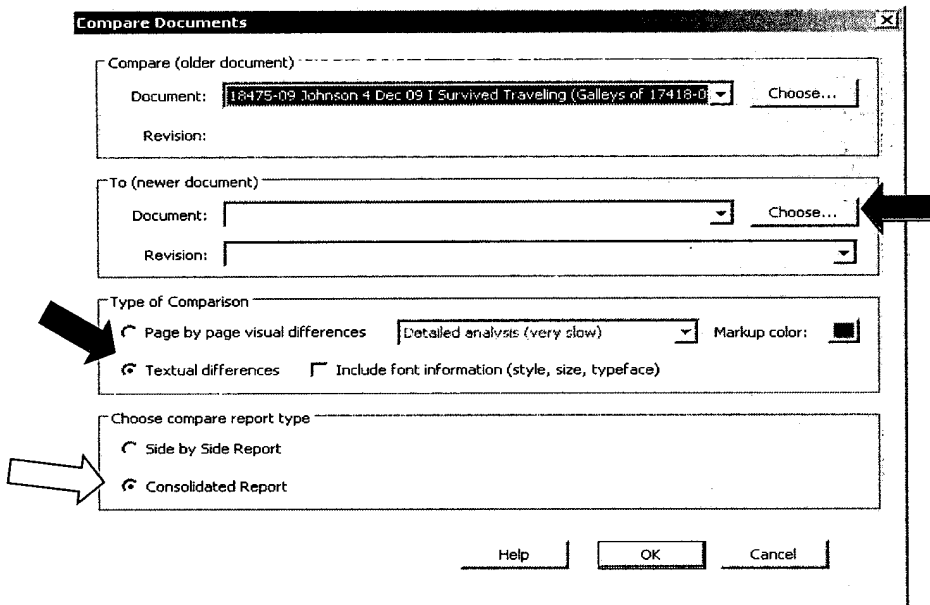 Compare Documents
Compare (older document)
Document: 18475-09 Johnson 4 Dec 09 I Survived Traveling (Galleys of 17418-0 Choose...
Revision:
To (newer document)
Document: Choose...
Revision:
Type of Comparison
Page by page visual differences Detailed analysis (very slow) Markup color:
Textual differences Include font information (style, size, typeface)
Choose compare report type
Side by Side Report
Consolidated Report
Help OK Cancel